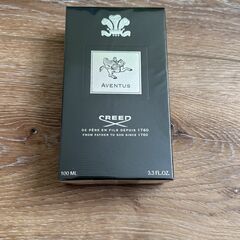 AVENTUS
CREED
DE PÈRE EN FILS DEPUIS 1760
FROM FATHER TO SON SINCE 1760
100 ML 3.3 FL.OZ.